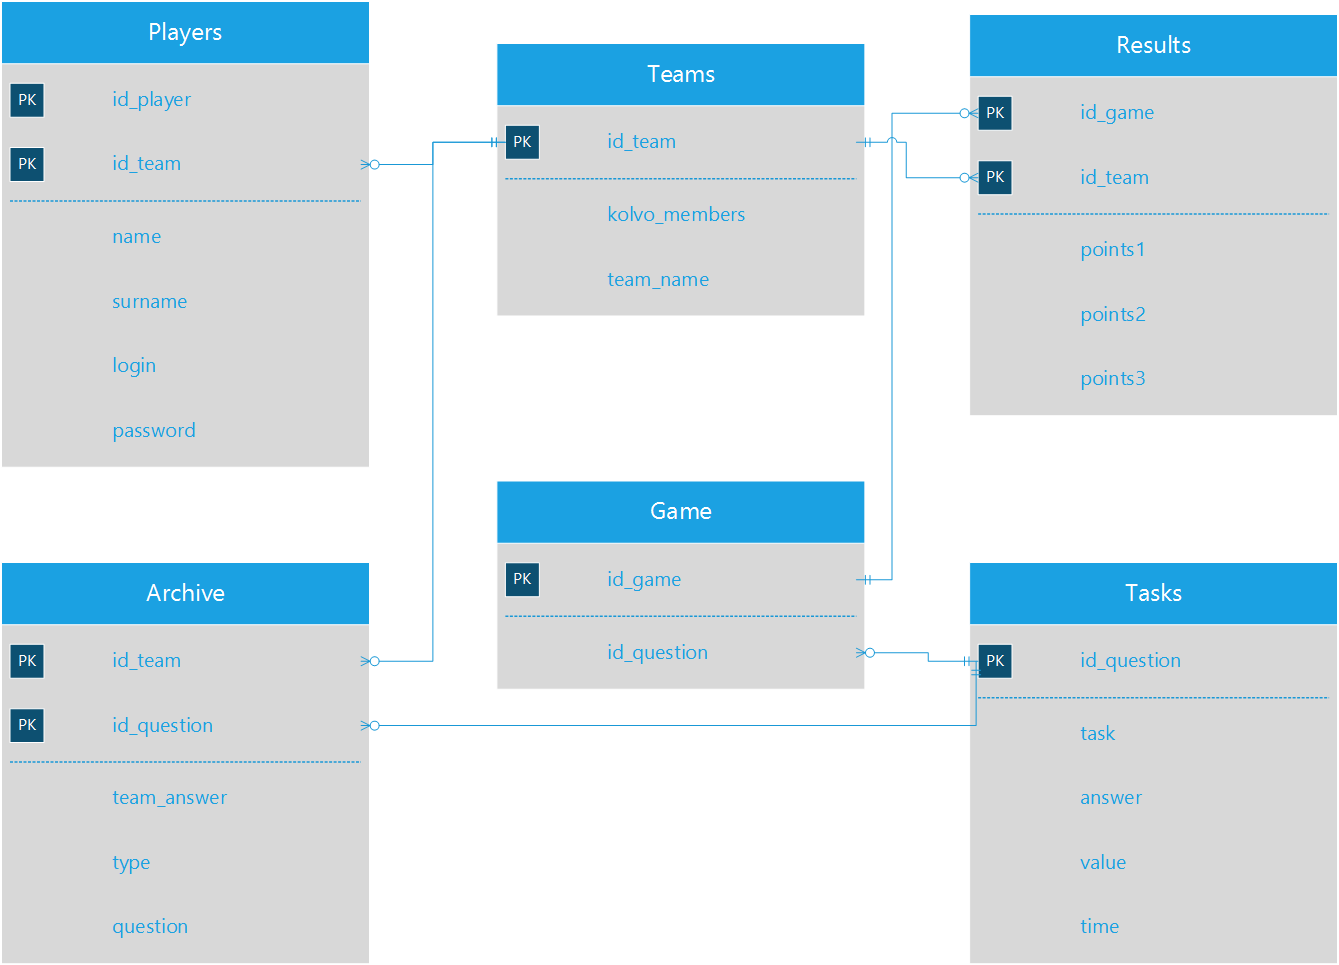 Players
PK id_player
PK id_team
name
surname
login
password
Teams
PK id_team
kolvo_members
team_name
Results
PK id_game
PK id_team
points1
points2
points3
Game
PK id_game
id_question
Archive
PK id_team
PK id_question
team_answer
type
question
Tasks
PK id_question
task
answer
value
time